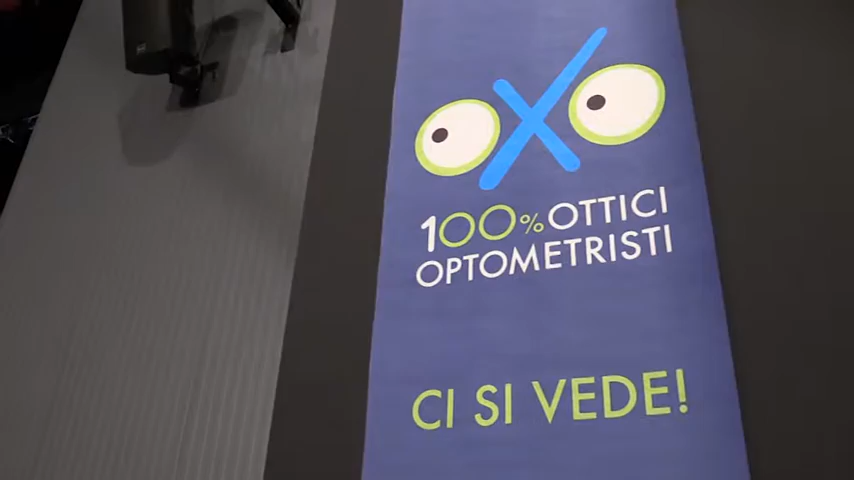 oXo
100% OTTICI
OPTOMETRISTI
CI SI VEDE!